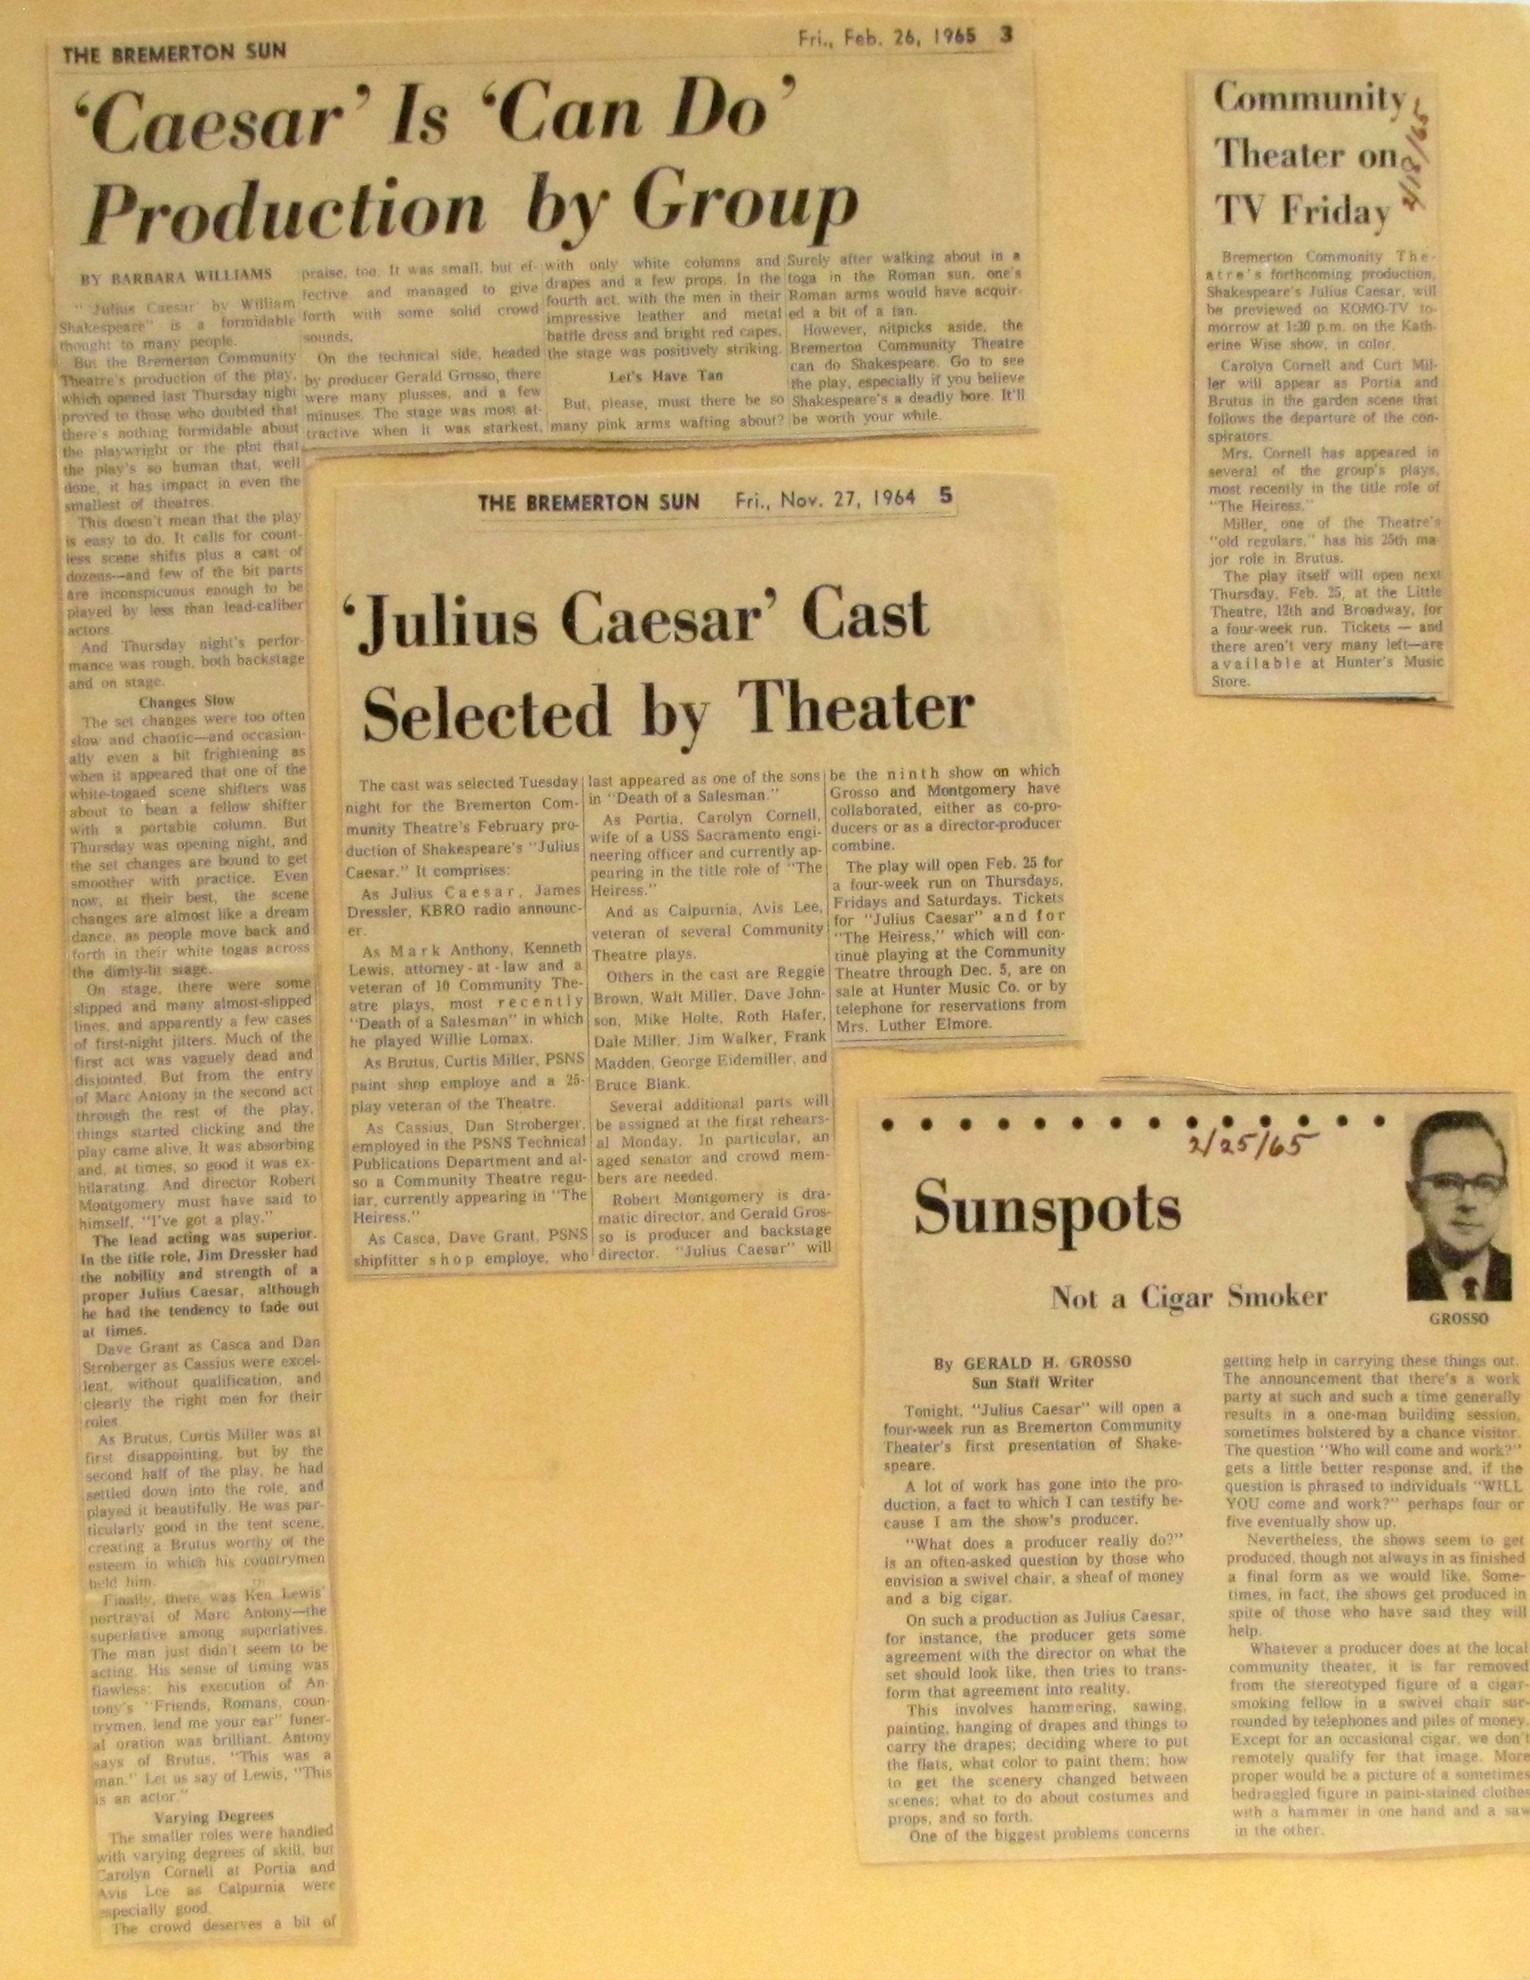 THE BREMERTON SUN
Fri., Feb. 26, 1965 3
‘Caesar’ Is ‘Can Do’
Production by Group
BY BARBARA WILLIAMS
"'Julius Caesar' by William
Shakespeare" is a formidable
thought to many people.
But the Bremerton Community
Theatre's production of the play,
which opened last Thursday night
proved to those who doubted that
there's nothing formidable about
the playwright or the plot that
the play's so human that, well
done, it has impact in even the
smallest of theatres.
This doesn't mean that the play
is easy to do. It calls for count-
less scene shifts plus a cast of
dozens—and few of the bit parts
are inconspicuous enough to be
played by less than lead-caliber
actors.
And Thursday night's perfor-
mance was rough, both backstage
and on stage.
Changes Slow
The set changes were too often
slow and chaotic—and occasion-
ally even a bit frightening as
when it appeared that one of the
white-togaed scene shifters was
about to bean a fellow shifter
with a portable column. But
Thursday was opening night, and
the set changes are bound to get
smoother with practice. Even
now, at their best, the scene
changes are almost like a dream
dance, as people move back and
forth in their white togas across
the dimly-lit stage.
On stage, there were some
slipped and many almost-slipped
lines, and apparently a few cases
of first-night jitters. Much of the
first act was vaguely dead and
disjointed. But from the entry
of Marc Antony in the second act
through the rest of the play,
things started clicking and the
play came alive. It was absorbing
and, at times, so good it was ex-
hilarating. And director Robert
Montgomery must have said to
himself, "I've got a play."
The lead acting was superior.
In the title role, Jim Dressler had
the nobility and strength of a
proper Julius Caesar, although
he had the tendency to fade out
at times.
Dave Grant as Casca and Dan
Stroberger as Cassius were excel-
lent, without qualification, and
clearly the right men for their
roles.
As Brutus, Curtis Miller was at
first disappointing, but by the
second half of the play, he had
settled down into the role, and
played it beautifully. He was par-
ticularly good in the tent scene,
creating a Brutus worthy of the
esteem in which his countrymen
held him.
Finally, there was Ken Lewis'
portrayal of Marc Antony—the
superlative among superlatives.
The man just didn't seem to be
acting. His sense of timing was
flawless; his execution of An-
tony's "Friends, Romans, coun-
trymen, lend me your ear" funer-
al oration was brilliant. Antony
says of Brutus, "This was a
man." Let us say of Lewis, "This
is an actor."
Varying Degrees
The smaller roles were handled
with varying degrees of skill, but
Carolyn Cornell at Portia and
Avis Lee as Calpurnia were
especially good.
The crowd deserves a bit of
praise, too. It was small, but ef-
fective, and managed to give
forth with some solid crowd
sounds.
On the technical side, headed
by producer Gerald Grosso, there
were many plusses, and a few
minuses. The stage was most at-
tractive when it was starkest,
with only white columns and
drapes and a few props. In the
fourth act, with the men in their
impressive leather and metal
battle dress and bright red capes,
the stage was positively striking.
Let's Have Tan
But, please, must there be so
many pink arms wafting about?
Surely after walking about in a
toga in the Roman sun, one's
Roman arms would have acquir-
ed a bit of a tan.
However, nitpicks aside, the
Bremerton Community Theatre
can do Shakespeare. Go to see
the play, especially if you believe
Shakespeare's a deadly bore. It'll
be worth your while.
THE BREMERTON SUN Fri., Nov. 27, 1964 5
‘Julius Caesar’ Cast
Selected by Theater
The cast was selected Tuesday
night for the Bremerton Com-
munity Theatre's February pro-
duction of Shakespeare's "Julius
Caesar." It comprises:
As Julius Caesar, James
Dressler, KBRO radio announc-
er.
As Mark Anthony, Kenneth
Lewis, attorney-at-law and a
veteran of 10 Community The-
atre plays, most recently
"Death of a Salesman" in which
he played Willie Lomax.
As Brutus, Curtis Miller, PSNS
paint shop employe and a 25-
play veteran of the Theatre.
As Cassius, Dan Stroberger,
employed in the PSNS Technical
Publications Department and al-
so a Community Theatre regu-
lar, currently appearing in "The
Heiress."
As Casca, Dave Grant, PSNS
shipfitter shop employe, who
last appeared as one of the sons
in "Death of a Salesman."
As Portia, Carolyn Cornell,
wife of a USS Sacramento engi-
neering officer and currently ap-
pearing in the title role of "The
Heiress."
And as Calpurnia, Avis Lee,
veteran of several Community
Theatre plays.
Others in the cast are Reggie
Brown, Walt Miller, Dave John-
son, Mike Holte, Roth Hafer,
Dale Miller, Jim Walker, Frank
Madden, George Eidemiller, and
Bruce Blank.
Several additional parts will
be assigned at the first rehears-
al Monday. In particular, an
aged senator and crowd mem-
bers are needed.
Robert Montgomery is dra-
matic director, and Gerald Gros-
so is producer and backstage
director. "Julius Caesar" will
be the ninth show on which
Grosso and Montgomery have
collaborated, either as co-pro-
ducers or as a director-producer
combine.
The play will open Feb. 25 for
a four-week run on Thursdays,
Fridays and Saturdays. Tickets
for "Julius Caesar" and for
"The Heiress," which will con-
tinue playing at the Community
Theatre through Dec. 5, are on
sale at Hunter Music Co. or by
telephone for reservations from
Mrs. Luther Elmore.
Community
Theater on
TV Friday
2/18/65
Bremerton Community The-
atre's forthcoming production,
Shakespeare's Julius Caesar, will
be previewed on KOMO-TV to-
morrow at 1:30 p.m. on the Kath-
erine Wise show, in color.
Carolyn Cornell and Curt Mil-
ler will appear as Portia and
Brutus in the garden scene that
follows the departure of the con-
spirators.
Mrs. Cornell has appeared in
several of the group's plays,
most recently in the title role of
"The Heiress."
Miller, one of the Theatre's
"old regulars," has his 25th ma-
jor role in Brutus.
The play itself will open next
Thursday, Feb. 25, at the Little
Theatre, 12th and Broadway, for
a four-week run. Tickets — and
there aren't very many left—are
available at Hunter's Music
Store.
2/25/65
Sunspots
Not a Cigar Smoker
GROSSO
By GERALD H. GROSSO
Sun Staff Writer
Tonight, "Julius Caesar" will open a
four-week run as Bremerton Community
Theater's first presentation of Shake-
speare.
A lot of work has gone into the pro-
duction, a fact to which I can testify be-
cause I am the show's producer.
"What does a producer really do?"
is an often-asked question by those who
envision a swivel chair, a sheaf of money
and a big cigar.
On such a production as Julius Caesar,
for instance, the producer gets some
agreement with the director on what the
set should look like, then tries to trans-
form that agreement into reality.
This involves hammering, sawing,
painting, hanging of drapes and things to
carry the drapes; deciding where to put
the flats, what color to paint them; how
to get the scenery changed between
scenes; what to do about costumes and
props, and so forth.
One of the biggest problems concerns
getting help in carrying these things out.
The announcement that there's a work
party at such and such a time generally
results in a one-man building session,
sometimes bolstered by a chance visitor.
The question "Who will come and work?"
gets a little better response and, if the
question is phrased to individuals "WILL
YOU come and work?" perhaps four or
five eventually show up.
Nevertheless, the shows seem to get
produced, though not always in as finished
a final form as we would like. Some-
times, in fact, the shows get produced in
spite of those who have said they will
help.
Whatever a producer does at the local
community theater, it is far removed
from the stereotyped figure of a cigar-
smoking fellow in a swivel chair sur-
rounded by telephones and piles of money.
Except for an occasional cigar, we don't
remotely qualify for that image. More
proper would be a picture of a sometimes
bedraggled figure in paint-stained clothes
with a hammer in one hand and a saw
in the other.